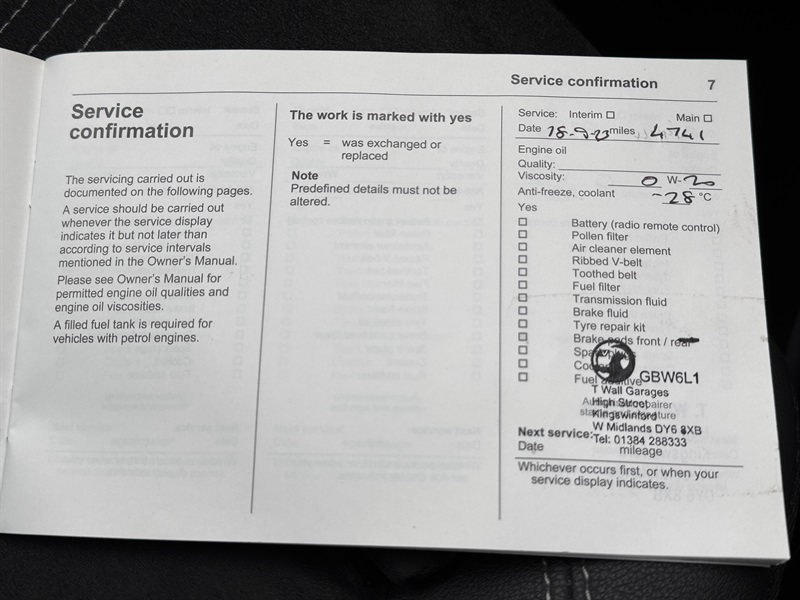 Service confirmation 7
Service
confirmation
The servicing carried out is
documented on the following pages.
A service should be carried out
whenever the service display
indicates it but not later than
according to service intervals
mentioned in the Owner's Manual.
Please see Owner's Manual for
permitted engine oil qualities and
engine oil viscosities.
A filled fuel tank is required for
vehicles with petrol engines.
The work is marked with yes
Yes = was exchanged or
replaced
Note
Predefined details must not be
altered.
Service: Interim Main
Date 18-9-23 miles 4741
Engine oil
Quality:
Viscosity: 0 W-20
Anti-freeze, coolant -28 °C
Yes
Battery (radio remote control)
Pollen filter
Air cleaner element
Ribbed V-belt
Toothed belt
Fuel filter
Transmission fluid
Brake fluid
Tyre repair kit
Brake pads front / rear
Fuel additive
GBW6L1
T Wall Garages
High Street
Kingswinford
W Midlands DY6 8XB
Next service: Tel: 01384 288333
Date mileage
Whichever occurs first, or when your
service display indicates.